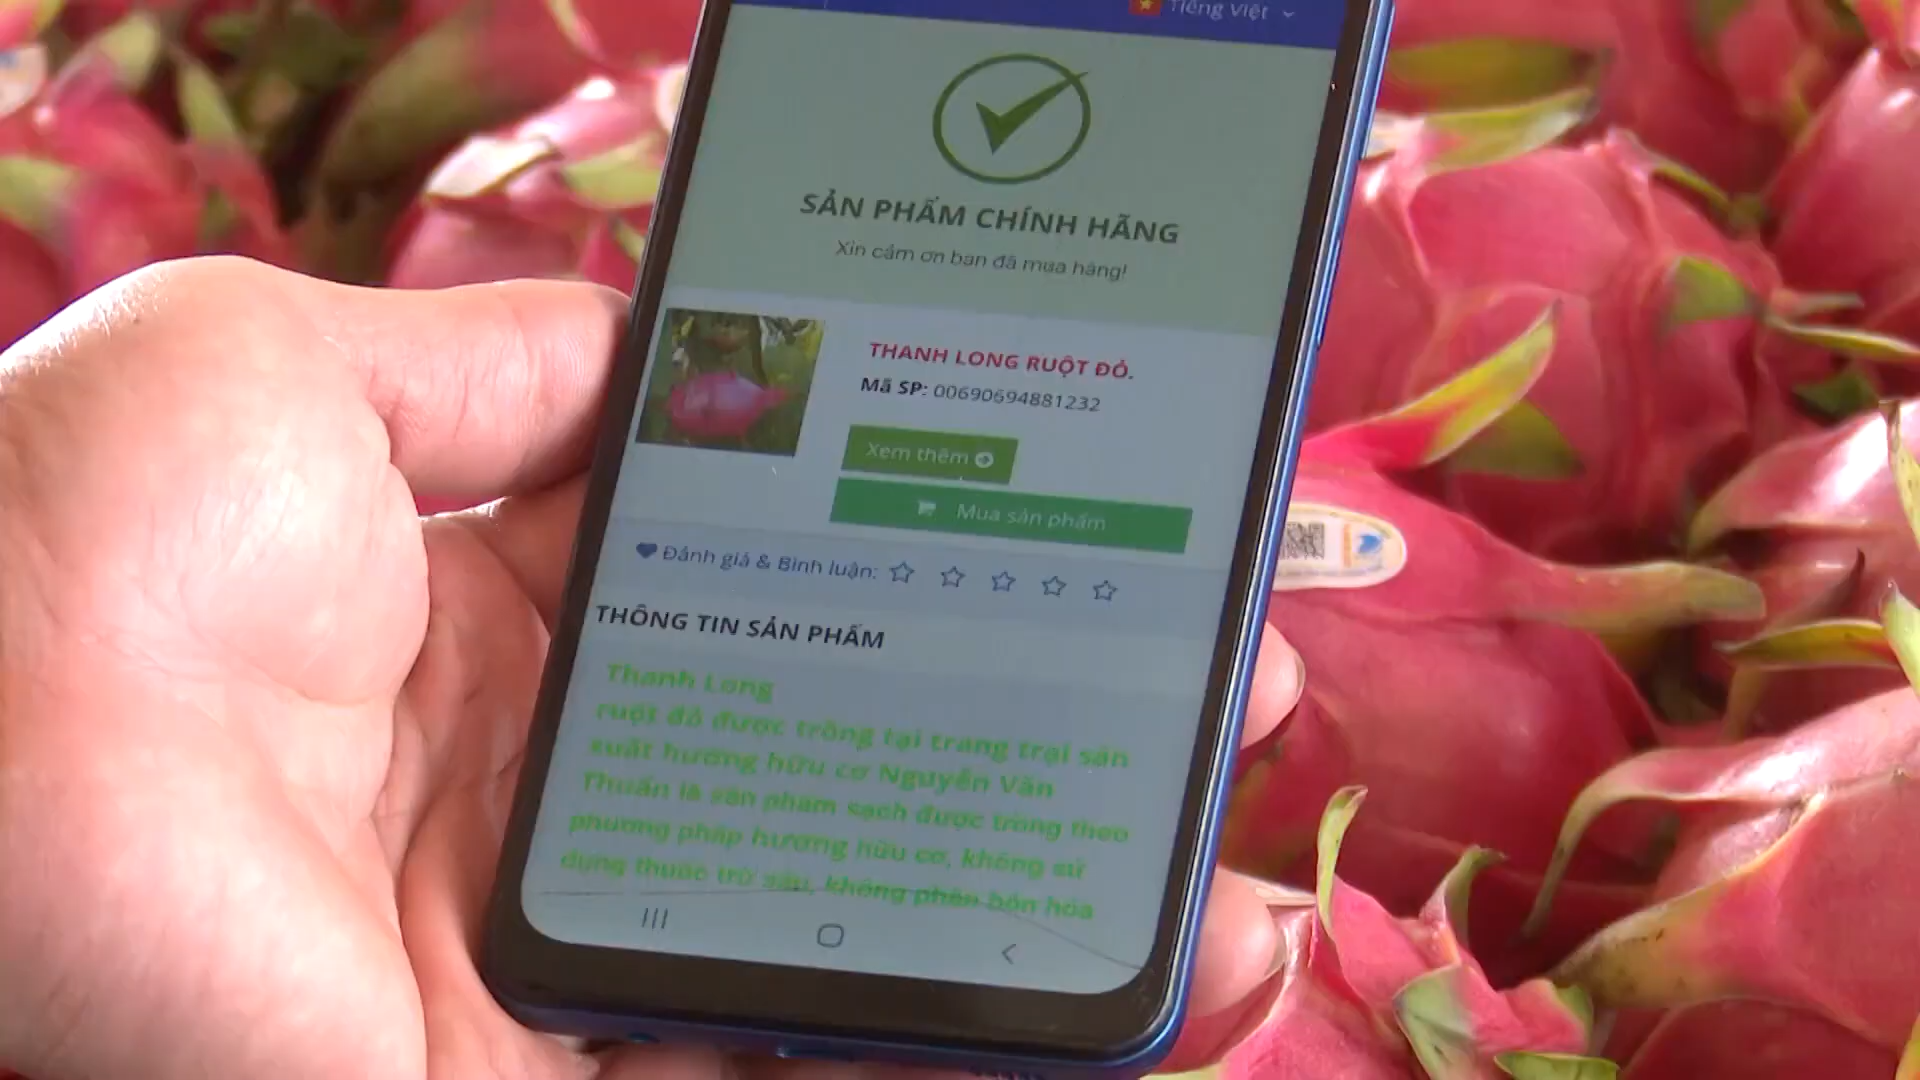 Tiếng Việt
SẢN PHẨM CHÍNH HÃNG
Xin cảm ơn bạn đã mua hàng!
THANH LONG RUỘT ĐỎ.
Mã SP: 00690694881232
Xem thêm
Mua sản phẩm
Đánh giá & Bình luận:
THÔNG TIN SẢN PHẨM
Thanh Long
ruột đỏ được trồng tại trang trại sản
xuất hướng hữu cơ Nguyễn Văn
Thuấn là sản phẩm sạch được trồng theo
phương pháp hương hữu cơ, không sử
dụng thuốc trừ sâu, không phân bón hóa